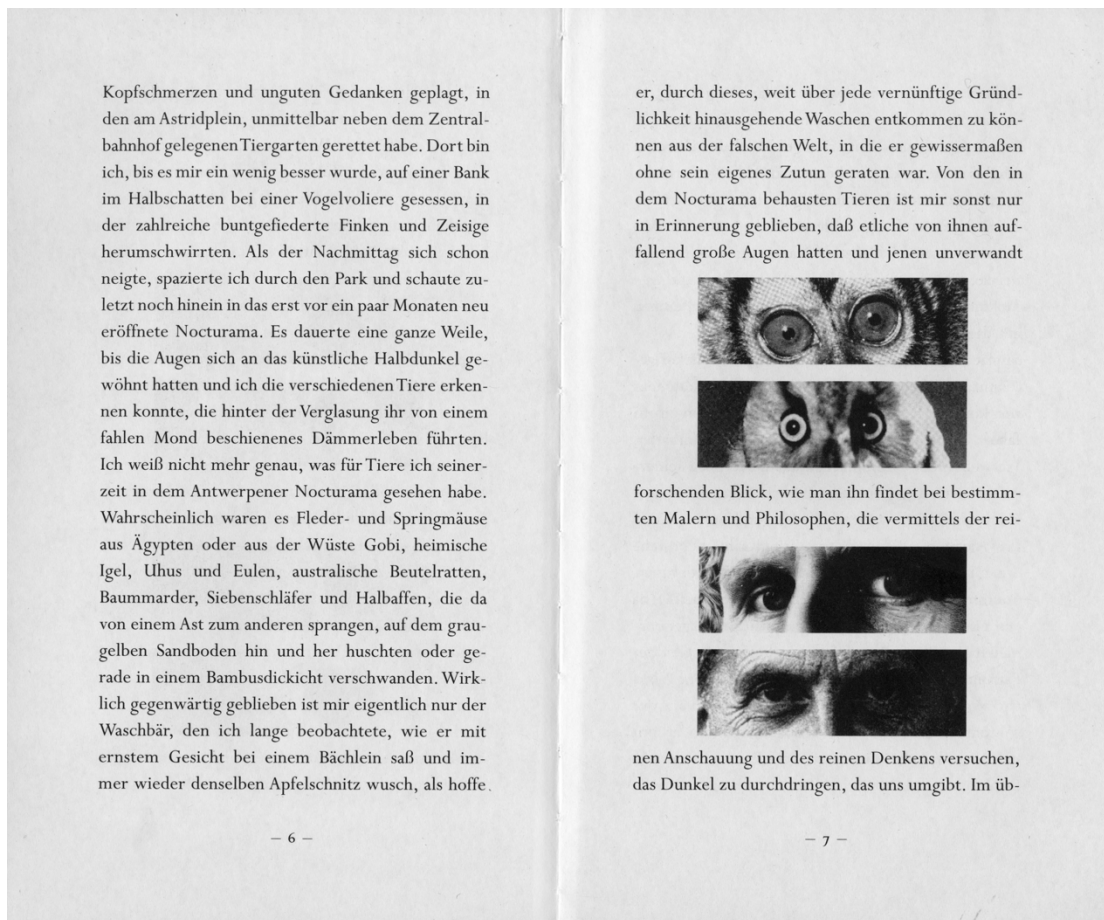 Kopfschmerzen und unguten Gedanken geplagt, in
den am Astridplein, unmittelbar neben dem Zentral-
bahnhof gelegenen Tiergarten gerettet habe. Dort bin
ich, bis es mir ein wenig besser wurde, auf einer Bank
im Halbschatten bei einer Vogelvoliere gesessen, in
der zahlreiche buntgefiederte Finken und Zeisige
herumschwirrten. Als der Nachmittag sich schon
neigte, spazierte ich durch den Park und schaute zu-
letzt noch hinein in das erst vor ein paar Monaten neu
eröffnete Nocturama. Es dauerte eine ganze Weile,
bis die Augen sich an das künstliche Halbdunkel ge-
wöhnt hatten und ich die verschiedenen Tiere erken-
nen konnte, die hinter der Verglasung ihr von einem
fahlen Mond beschienenes Dämmerleben führten.
Ich weiß nicht mehr genau, was für Tiere ich seiner-
zeit in dem Antwerpener Nocturama gesehen habe.
Wahrscheinlich waren es Fleder- und Springmäuse
aus Ägypten oder aus der Wüste Gobi, heimische
Igel, Uhus und Eulen, australische Beutelratten,
Baummarder, Siebenschläfer und Halbaffen, die da
von einem Ast zum anderen sprangen, auf dem grau-
gelben Sandboden hin und her huschten oder ge-
rade in einem Bambusdickicht verschwanden. Wirk-
lich gegenwärtig geblieben ist mir eigentlich nur der
Waschbär, den ich lange beobachtete, wie er mit
ernstem Gesicht bei einem Bächlein saß und im-
mer wieder denselben Apfelschnitz wusch, als hoffe
– 6 –
er, durch dieses, weit über jede vernünftige Gründ-
lichkeit hinausgehende Waschen entkommen zu kön-
nen aus der falschen Welt, in die er gewissermaßen
ohne sein eigenes Zutun geraten war. Von den in
dem Nocturama behausten Tieren ist mir sonst nur
in Erinnerung geblieben, daß etliche von ihnen auf-
fallend große Augen hatten und jenen unverwandt
forschenden Blick, wie man ihn findet bei bestimm-
ten Malern und Philosophen, die vermittels der rei-
nen Anschauung und des reinen Denkens versuchen,
das Dunkel zu durchdringen, das uns umgibt. Im üb-
– 7 –